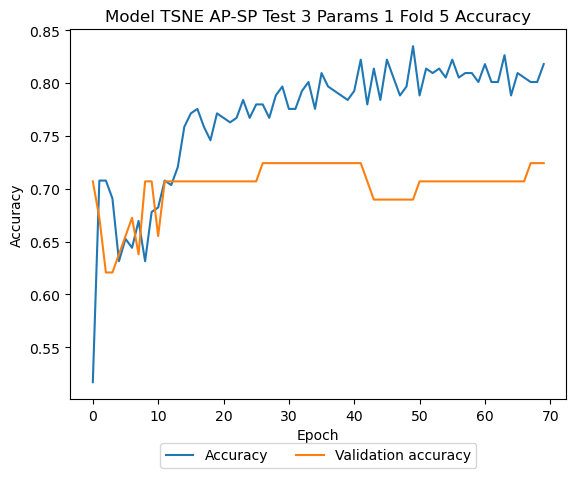 Model TSNE AP-SP Test 3 Params 1 Fold 5 Accuracy
0.85
0.80
0.75
0.70
0.65
0.60
0.55
Accuracy
0 10 20 30 40 50 60 70
Epoch
Accuracy Validation accuracy